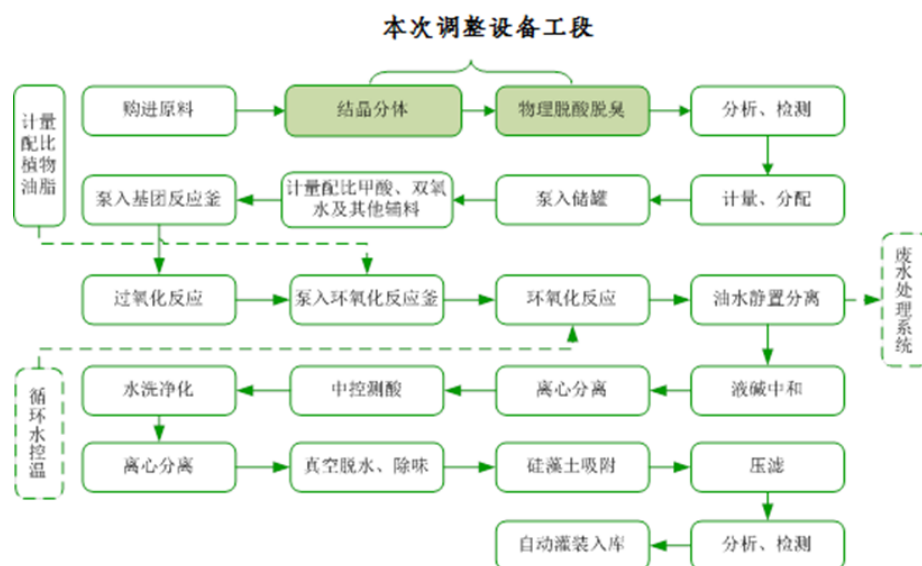 本次调整设备工段
计量
配比
植物
油脂
购进原料
结晶分体
物理脱酸脱臭
分析、检测
泵入基团反应釜
计量配比甲酸、双氧
水及其他辅料
泵入储罐
计量、分配
过氧化反应
泵入环氧化反应釜
环氧化反应
油水静置分离
废水处理系统
循环水控温
水洗净化
中控测酸
离心分离
液碱中和
离心分离
真空脱水、除味
硅藻土吸附
压滤
自动灌装入库
分析、检测